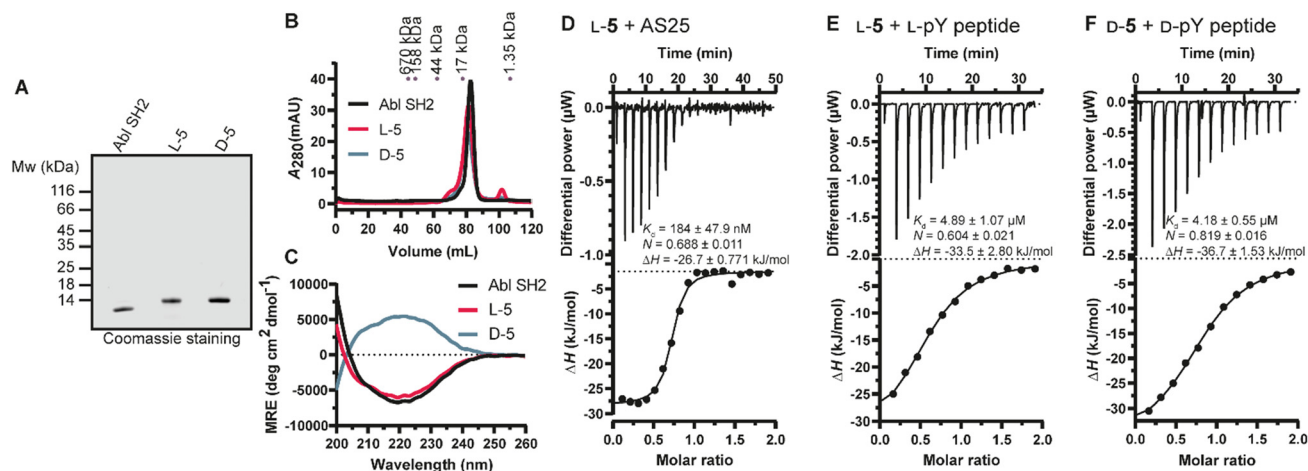 A
Abl SH2
L-5
D-5
Mw (kDa)
116
66
45
35
25
18
14
Coomassie staining
B
670 kDa
158 kDa
44 kDa
17 kDa
1.35 kDa
A280(mAU)
40
30
20
10
0
Abl SH2
L-5
D-5
0 20 40 60 80 100 120
Volume (mL)
C
MRE (deg cm² dmol⁻¹)
10000
5000
0
-5000
-10000
Abl SH2
L-5
D-5
200 210 220 230 240 250 260
Wavelength (nm)
D L-5 + AS25
Time (min)
0 10 20 30 40 50
Differential power (µW)
0.0
-0.5
-1.0
Kd = 184 ± 47.9 nM
N = 0.688 ± 0.011
ΔH = -26.7 ± 0.771 kJ/mol
ΔH (kJ/mol)
0
-5
-10
-15
-20
-25
-30
0.0 0.5 1.0 1.5 2.0
Molar ratio
E L-5 + L-pY peptide
Time (min)
0 10 20 30
Differential power (µW)
0.0
-0.5
-1.0
-1.5
-2.0
-2.5
Kd = 4.89 ± 1.07 µM
N = 0.604 ± 0.021
ΔH = -33.5 ± 2.80 kJ/mol
ΔH (kJ/mol)
0
-5
-10
-15
-20
-25
-30
0.0 0.5 1.0 1.5 2.0
Molar ratio
F D-5 + D-pY peptide
Time (min)
0 10 20 30
Differential power (µW)
0.0
-0.5
-1.0
-1.5
-2.0
-2.5
Kd = 4.18 ± 0.55 µM
N = 0.819 ± 0.016
ΔH = -36.7 ± 1.53 kJ/mol
ΔH (kJ/mol)
0
-5
-10
-15
-20
-25
-30
0.0 0.5 1.0 1.5 2.0
Molar ratio